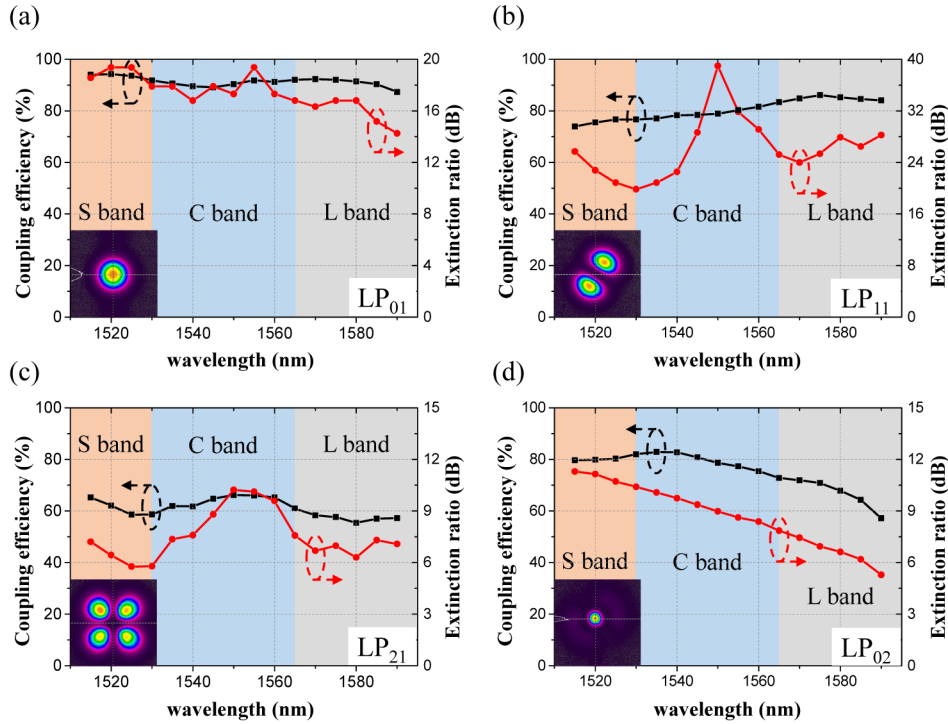 (a)
100
80
60
40
20
0
Coupling efficiency (%)
20
16
12
8
4
0
Extinction ratio (dB)
S band
C band
L band
LP01
1520
1540
1560
1580
wavelength (nm)
(b)
100
80
60
40
20
0
Coupling efficiency (%)
40
32
24
16
8
0
Extinction ratio (dB)
S band
C band
L band
LP11
1520
1540
1560
1580
wavelength (nm)
(c)
100
80
60
40
20
0
Coupling efficiency (%)
15
12
9
6
3
0
Extinction ratio (dB)
S band
C band
L band
LP21
1520
1540
1560
1580
wavelength (nm)
(d)
100
80
60
40
20
0
Coupling efficiency (%)
15
12
9
6
3
0
Extinction ratio (dB)
S band
C band
L band
LP02
1520
1540
1560
1580
wavelength (nm)